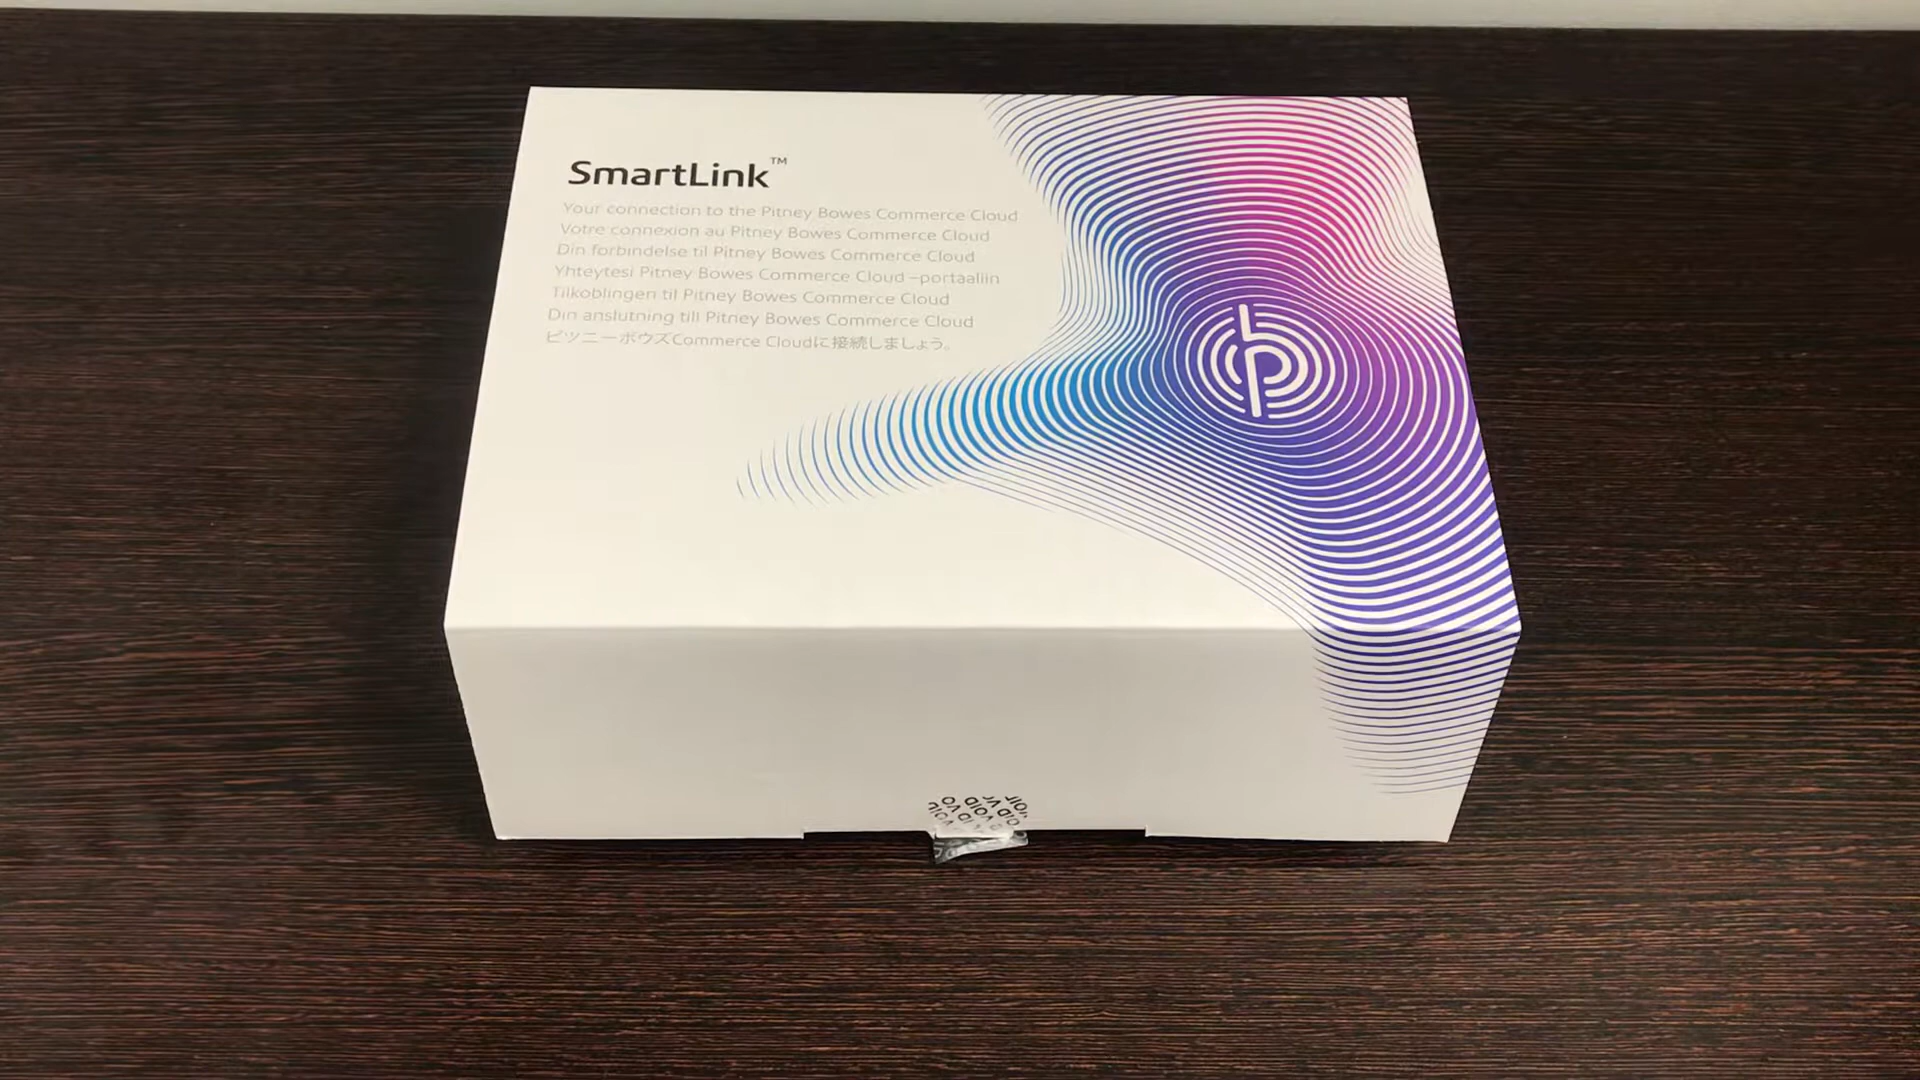 SmartLink™
Your connection to the Pitney Bowes Commerce Cloud
Votre connexion au Pitney Bowes Commerce Cloud
Din forbindelse til Pitney Bowes Commerce Cloud
Yhteytesi Pitney Bowes Commerce Cloud –portaaliin
Tilkoblingen til Pitney Bowes Commerce Cloud
Din anslutning till Pitney Bowes Commerce Cloud
ピツニーボウズCommerce Cloudに接続しましょう。
VOID